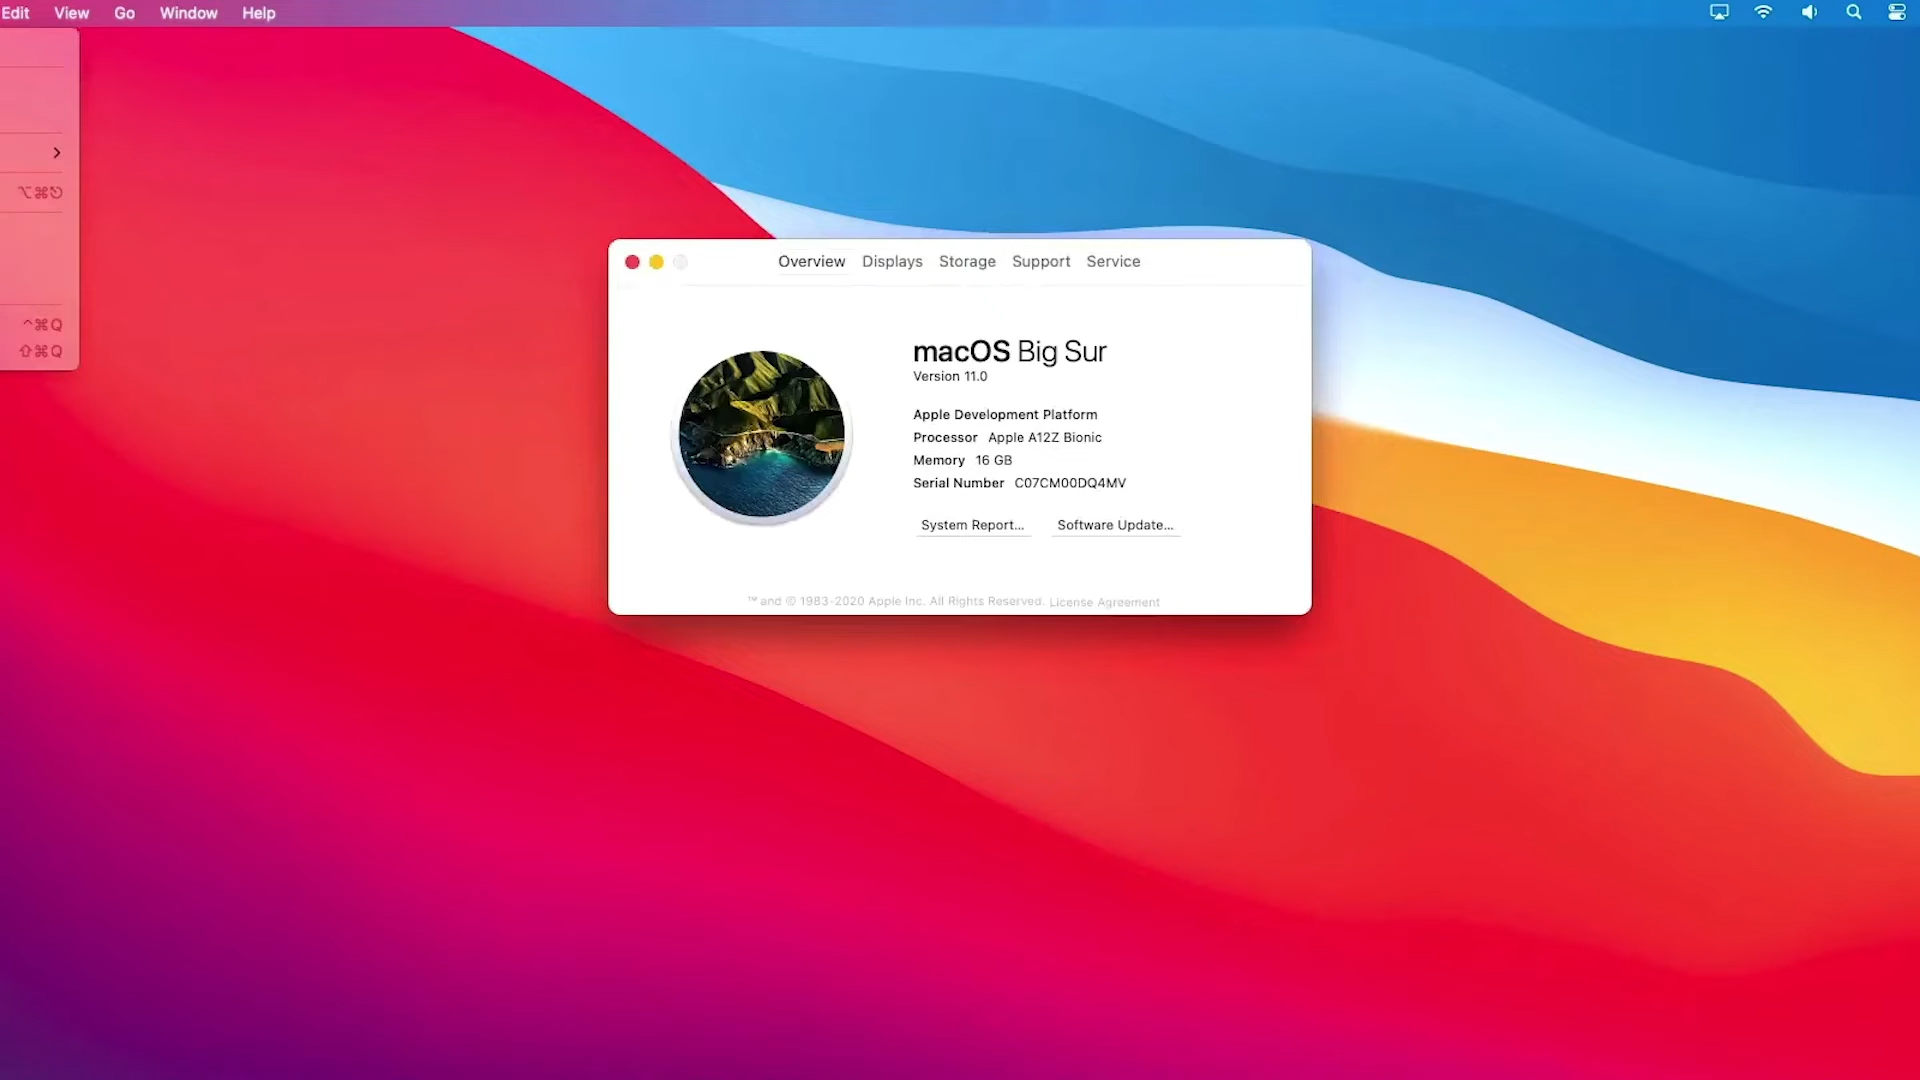 Edit View Go Window Help
⌥⌘⎋
^⌘Q
⇧⌘Q
Overview Displays Storage Support Service
macOS Big Sur
Version 11.0
Apple Development Platform
Processor Apple A12Z Bionic
Memory 16 GB
Serial Number C07CM00DQ4MV
System Report... Software Update...
™ and © 1983-2020 Apple Inc. All Rights Reserved. License Agreement